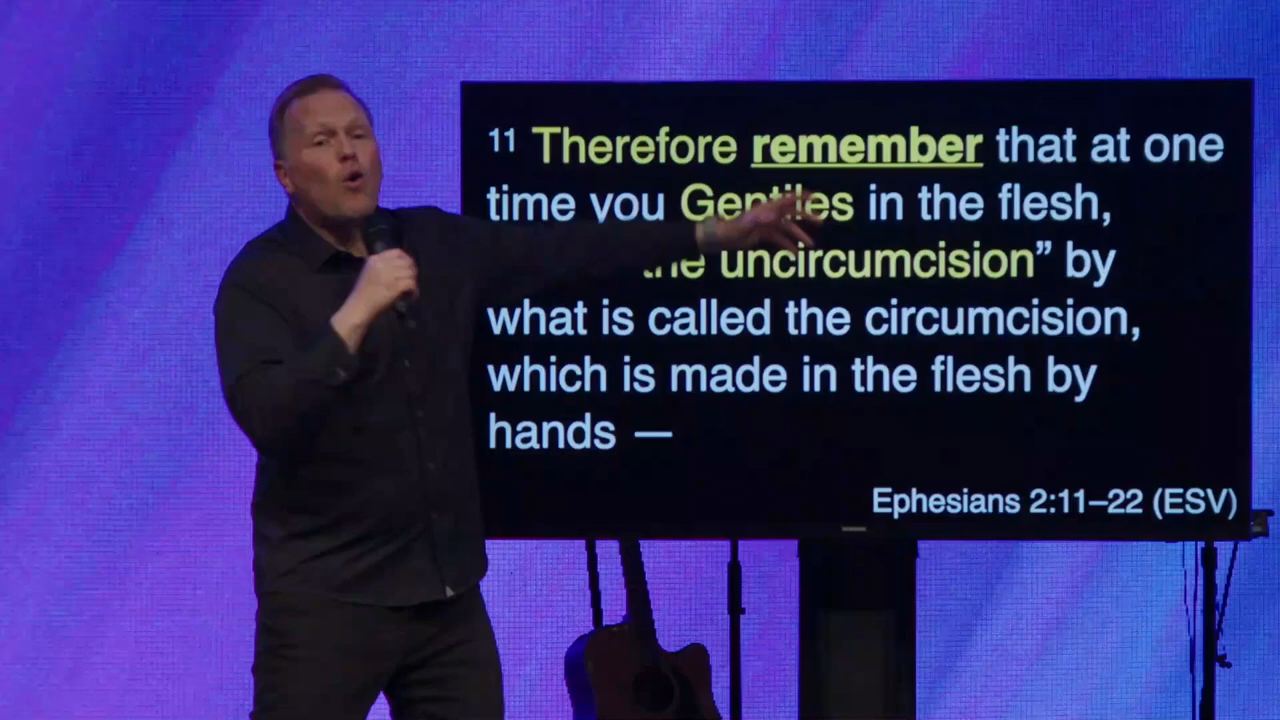 11 Therefore remember that at one
time you Gentiles in the flesh,
the uncircumcision” by
what is called the circumcision,
which is made in the flesh by
hands —
Ephesians 2:11–22 (ESV)